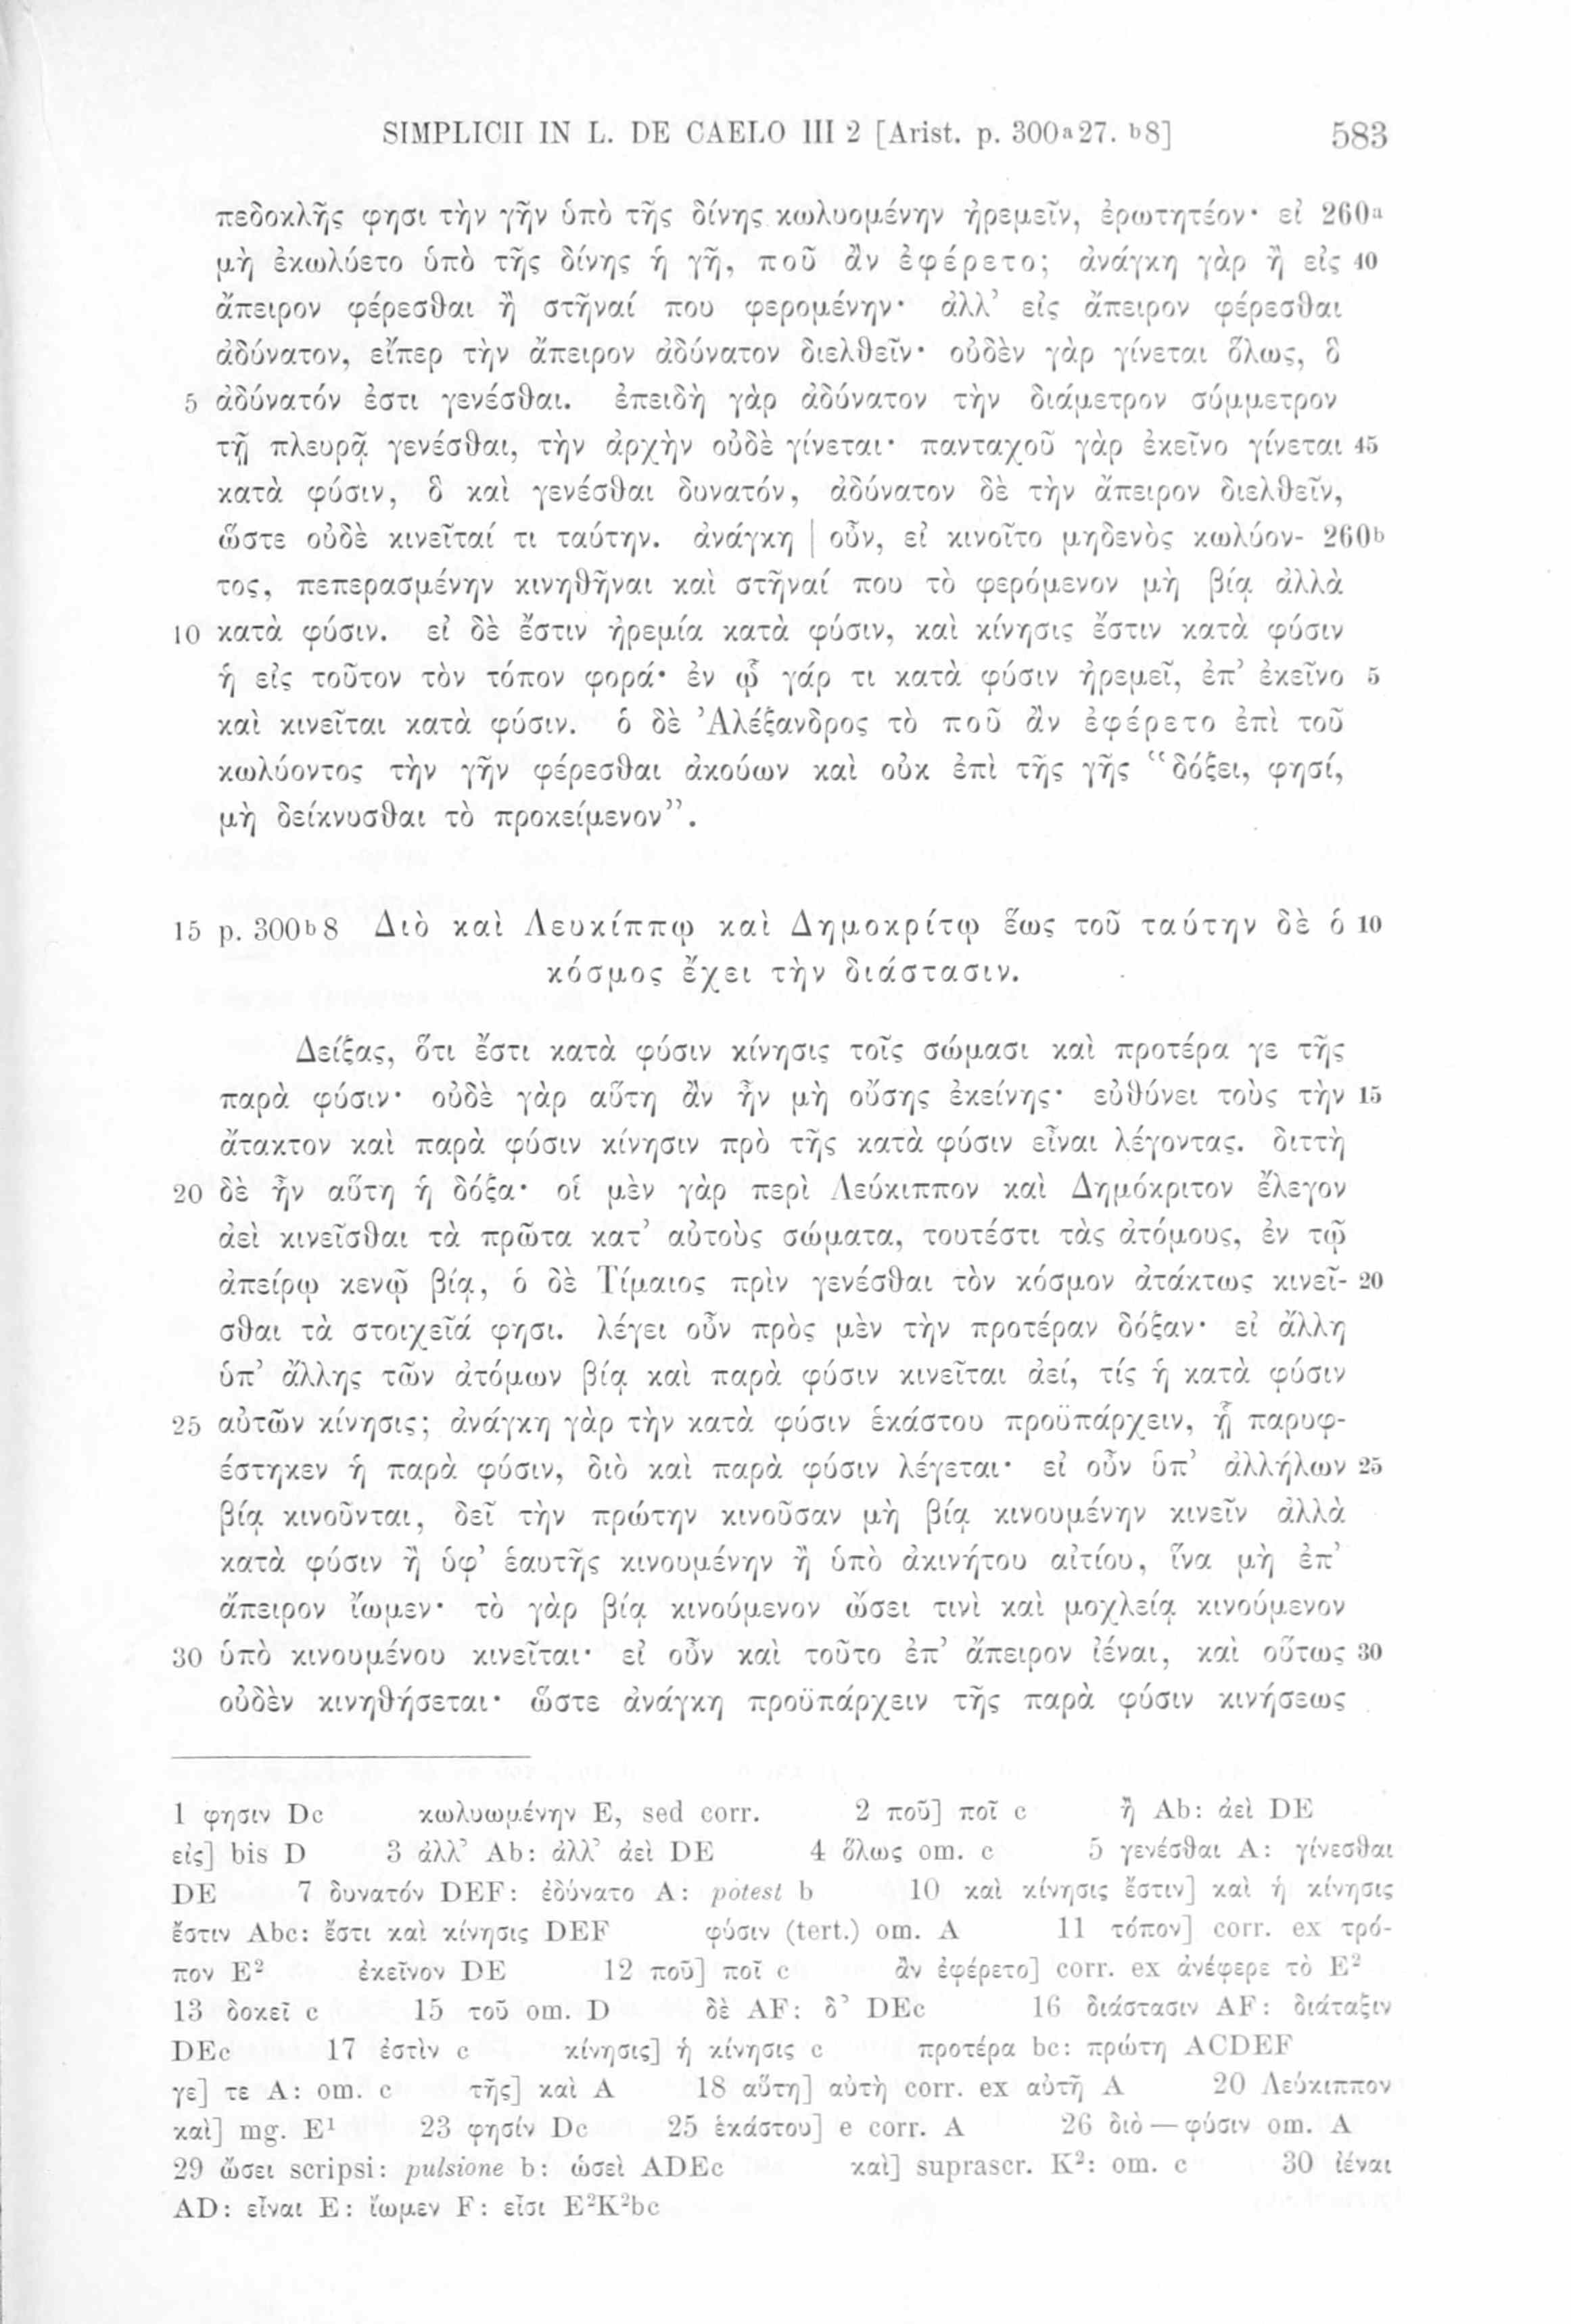 SIMPLICII IN L. DE CAELO III 2 [Arist. p. 300a27. b8] 583
πεδοκλῆς φησι τὴν γῆν ὑπὸ τῆς δίνης κωλυομένην ἠρεμεῖν, ἐρωτητέον· εἰ 260a
μὴ ἐκωλύετο ὑπὸ τῆς δίνης ἡ γῆ, ποῦ ἂν ἐφέρετο; ἀνάγκη γὰρ ἢ εἰς 40
ἄπειρον φέρεσθαι ἢ στῆναί που φερομένην· ἀλλ’ εἰς ἄπειρον φέρεσθαι
ἀδύνατον, εἴπερ τὴν ἄπειρον ἀδύνατον διελθεῖν· οὐδὲν γὰρ γίνεται ὅλως, ὃ
5 ἀδύνατόν ἐστι γενέσθαι. ἐπειδὴ γὰρ ἀδύνατον τὴν διάμετρον σύμμετρον
τῇ πλευρᾷ γενέσθαι, τὴν ἀρχὴν οὐδὲ γίνεται· πανταχοῦ γὰρ ἐκεῖνο γίνεται 45
κατὰ φύσιν, ὃ καὶ γενέσθαι δυνατόν, ἀδύνατον δὲ τὴν ἄπειρον διελθεῖν,
ὥστε οὐδὲ κινεῖταί τι ταύτην. ἀνάγκη | οὖν, εἰ κινοῖτο μηδενὸς κωλύον- 260b
τος, πεπερασμένην κινηθῆναι καὶ στῆναί που τὸ φερόμενον μὴ βίᾳ ἀλλὰ
10 κατὰ φύσιν. εἰ δὲ ἔστιν ἠρεμία κατὰ φύσιν, καὶ κίνησις ἔστιν κατὰ φύσιν
ἡ εἰς τοῦτον τὸν τόπον φορά· ἐν ᾧ γάρ τι κατὰ φύσιν ἠρεμεῖ, ἐπ’ ἐκεῖνο 5
καὶ κινεῖται κατὰ φύσιν. ὁ δὲ Ἀλέξανδρος τὸ ποῦ ἂν ἐφέρετο ἐπὶ τοῦ
κωλύοντος τὴν γῆν φέρεσθαι ἀκούων καὶ οὐκ ἐπὶ τῆς γῆς “δόξει, φησί,
μὴ δείκνυσθαι τὸ προκείμενον”.
15 p. 300b8 Διὸ καὶ Λευκίππῳ καὶ Δημοκρίτῳ ἕως τοῦ ταύτην δὲ ὁ 10
κόσμος ἔχει τὴν διάστασιν.
Δείξας, ὅτι ἔστι κατὰ φύσιν κίνησις τοῖς σώμασι καὶ προτέρα γε τῆς
παρὰ φύσιν· οὐδὲ γὰρ αὕτη ἂν ἦν μὴ οὔσης ἐκείνης· εὐθύνει τοὺς τὴν 15
ἄτακτον καὶ παρὰ φύσιν κίνησιν πρὸ τῆς κατὰ φύσιν εἶναι λέγοντας. διττὴ
20 δὲ ἦν αὕτη ἡ δόξα· οἱ μὲν γὰρ περὶ Λεύκιππον καὶ Δημόκριτον ἔλεγον
ἀεὶ κινεῖσθαι τὰ πρῶτα κατ’ αὐτοὺς σώματα, τουτέστι τὰς ἀτόμους, ἐν τῷ
ἀπείρῳ κενῷ βίᾳ, ὁ δὲ Τίμαιος πρὶν γενέσθαι τὸν κόσμον ἀτάκτως κινεῖ- 20
σθαι τὰ στοιχεῖά φησι. λέγει οὖν πρὸς μὲν τὴν προτέραν δόξαν· εἰ ἄλλη
ὑπ’ ἄλλης τῶν ἀτόμων βίᾳ καὶ παρὰ φύσιν κινεῖται ἀεί, τίς ἡ κατὰ φύσιν
25 αὐτῶν κίνησις; ἀνάγκη γὰρ τὴν κατὰ φύσιν ἑκάστου προϋπάρχειν, ᾗ παρυφ-
έστηκεν ἡ παρὰ φύσιν, διὸ καὶ παρὰ φύσιν λέγεται· εἰ οὖν ὑπ’ ἀλλήλων 25
βίᾳ κινοῦνται, δεῖ τὴν πρώτην κινοῦσαν μὴ βίᾳ κινουμένην κινεῖν ἀλλὰ
κατὰ φύσιν ἢ ὑφ’ ἑαυτῆς κινουμένην ἢ ὑπὸ ἀκινήτου αἰτίου, ἵνα μὴ ἐπ’
ἄπειρον ἴωμεν· τὸ γὰρ βίᾳ κινούμενον ὤσει τινὶ καὶ μοχλείᾳ κινούμενον
30 ὑπὸ κινουμένου κινεῖται· εἰ οὖν καὶ τοῦτο ἐπ’ ἄπειρον ἰέναι, καὶ οὕτως 30
οὐδὲν κινηθήσεται· ὥστε ἀνάγκη προϋπάρχειν τῆς παρὰ φύσιν κινήσεως
1 φησιν Dc κωλυωμένην E, sed corr. 2 ποῦ] ποῖ c ἢ Ab: ἀεὶ DE
εἰς] bis D 3 ἀλλ’ Ab: ἀλλ’ ἀεὶ DE 4 ὅλως om. c 5 γενέσθαι A: γίνεσθαι
DE 7 δυνατόν DEF: ἐδύνατο A: potest b 10 καὶ κίνησις ἔστιν] καὶ ἡ κίνησις
ἔστιν Abc: ἔστι καὶ κίνησις DEF φύσιν (tert.) om. A 11 τόπον] corr. ex τρό-
πον E² ἐκεῖνον DE 12 ποῦ] ποῖ c ἂν ἐφέρετο] corr. ex ἀνέφερε τὸ E²
13 δοκεῖ c 15 τοῦ om. D δὲ AF: δ’ DEc 16 διάστασιν AF: διάταξιν
DEc 17 ἐστὶν c κίνησις] ἡ κίνησις c προτέρα bc: πρώτη ACDEF
γε] τε A: om. c τῆς] καὶ A 18 αὕτη] αὐτὴ corr. ex αὐτῇ A 20 Λεύκιππον
καὶ] mg. E¹ 23 φησίν Dc 25 ἑκάστου] e corr. A 26 διὸ — φύσιν om. A
29 ὤσει scripsi: pulsione b: ὡσεὶ ADEc καὶ] suprascr. K²: om. c 30 ἰέναι
AD: εἶναι E: ἴωμεν F: εἶσι E²K²bc